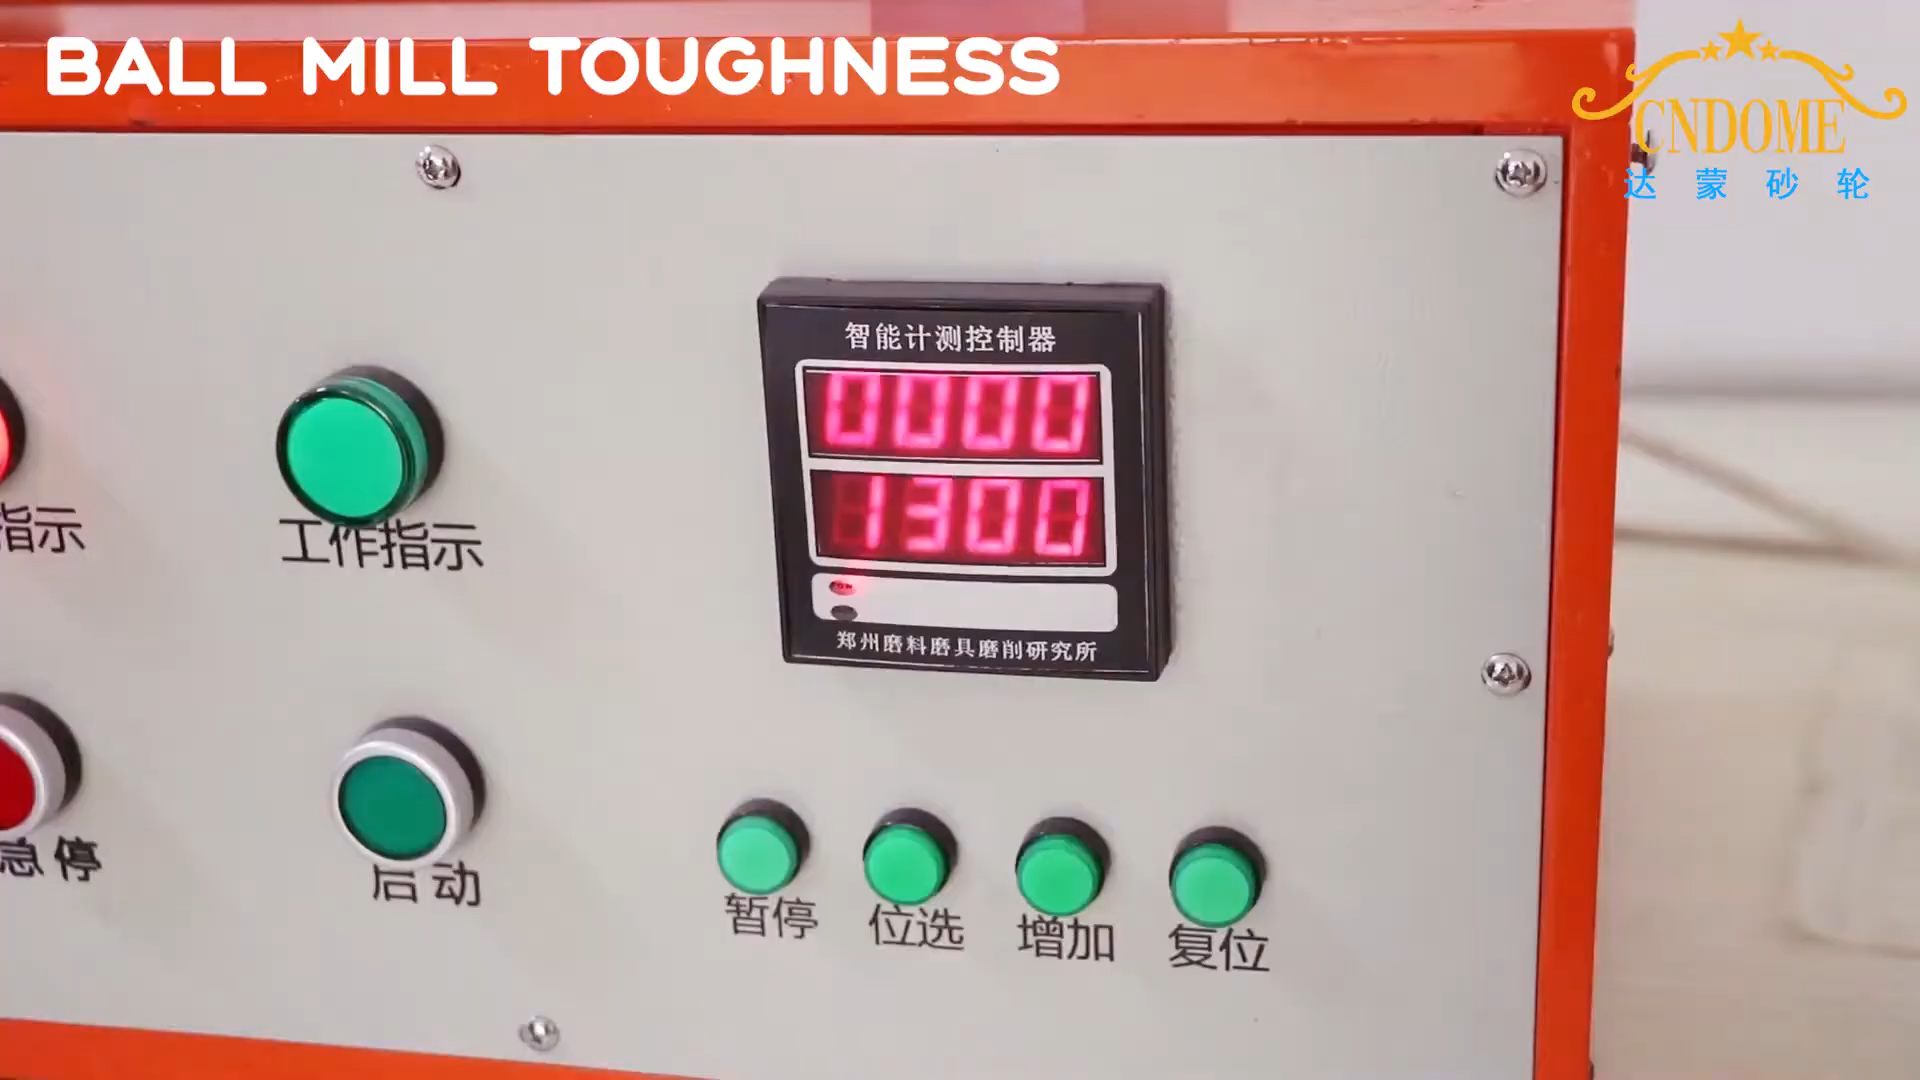 BALL MILL TOUGHNESS
CNDOME
达蒙砂轮
智能计测控制器
0000
1300
郑州磨料磨具磨削研究所
指示
工作指示
急停
启动
暂停
位选
增加
复位